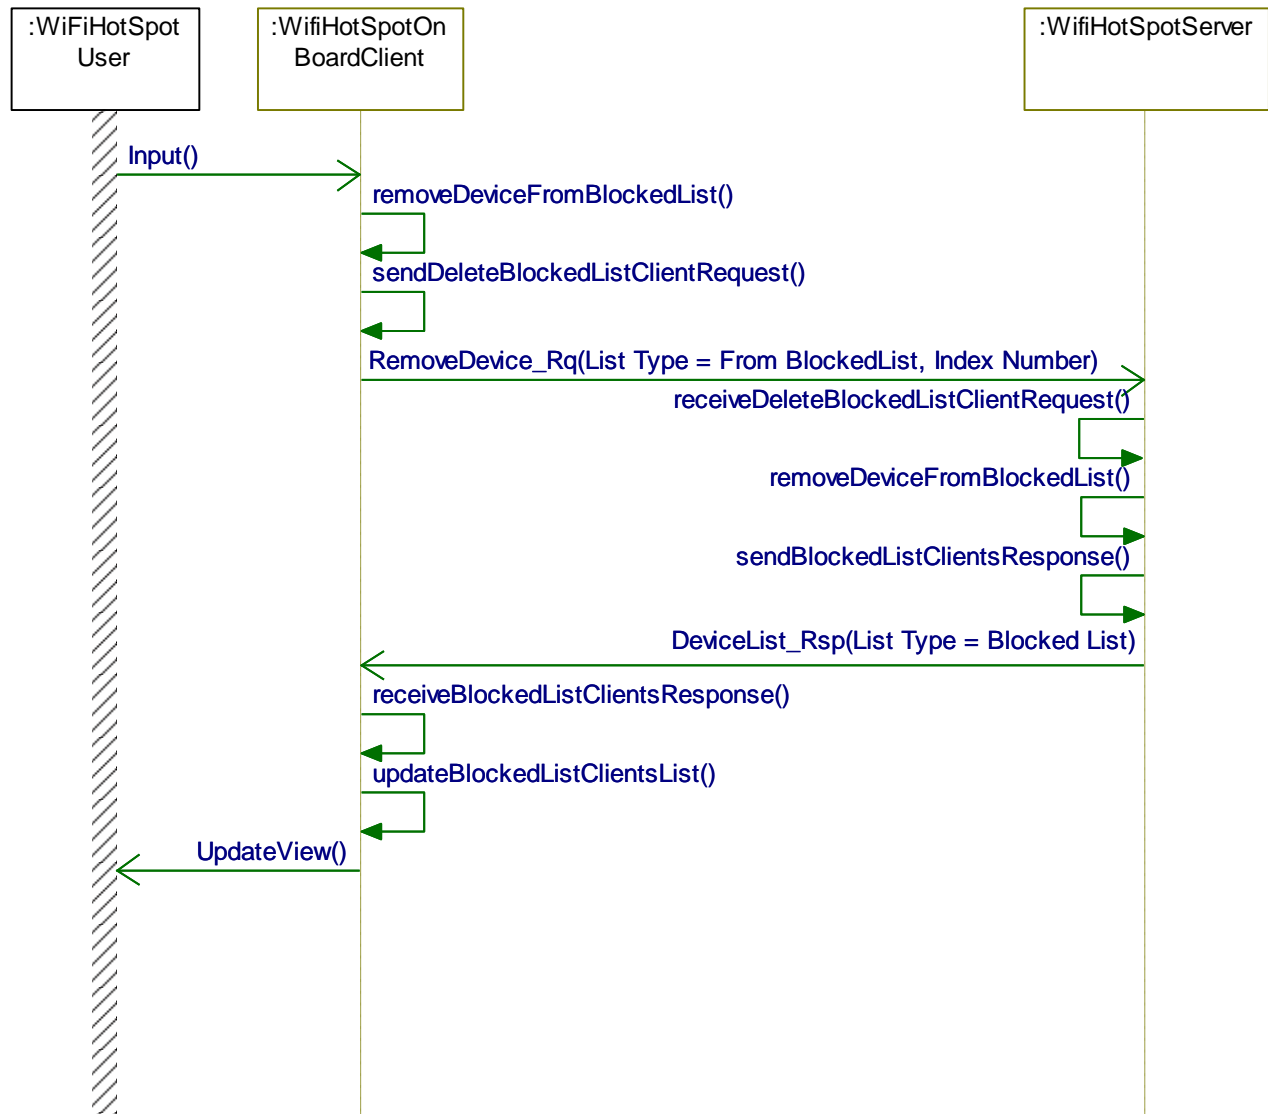 :WiFiHotSpot
User
:WifiHotSpotOn
BoardClient
:WifiHotSpotServer
Input()
removeDeviceFromBlockedList()
sendDeleteBlockedListClientRequest()
RemoveDevice_Rq(List Type = From BlockedList, Index Number)
receiveDeleteBlockedListClientRequest()
removeDeviceFromBlockedList()
sendBlockedListClientsResponse()
DeviceList_Rsp(List Type = Blocked List)
receiveBlockedListClientsResponse()
updateBlockedListClientsList()
UpdateView()